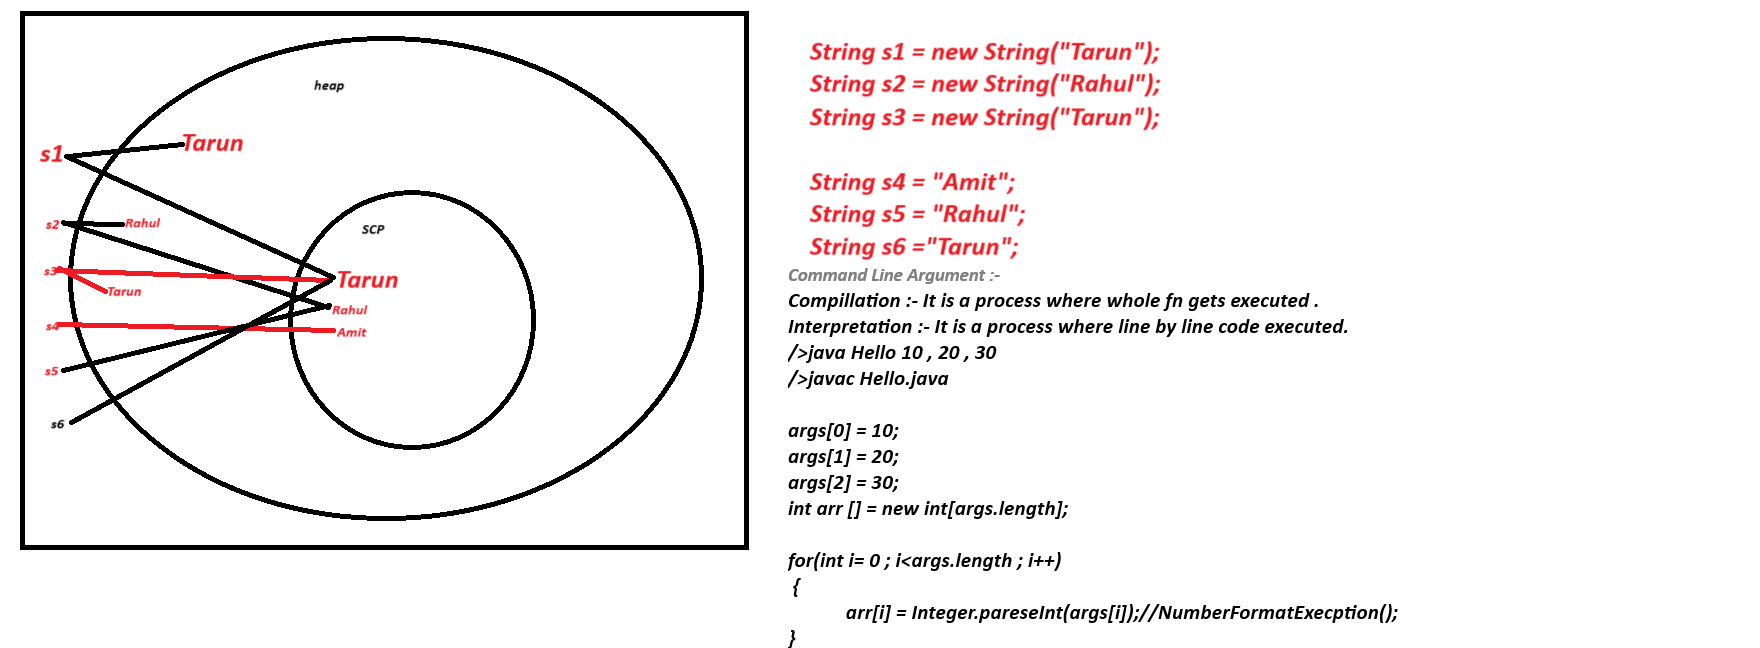 heap
s1
Tarun
s2
Rahul
SCP
s3
Tarun
Tarun
Rahul
s4
Amit
s5
s6
String s1 = new String("Tarun");
String s2 = new String("Rahul");
String s3 = new String("Tarun");
String s4 = "Amit";
String s5 = "Rahul";
String s6 ="Tarun";
Command Line Argument :-
Compillation :- It is a process where whole fn gets executed .
Interpretation :- It is a process where line by line code executed.
/>java Hello 10 , 20 , 30
/>javac Hello.java
args[0] = 10;
args[1] = 20;
args[2] = 30;
int arr [] = new int[args.length];
for(int i= 0 ; i<args.length ; i++)
{
arr[i] = Integer.pareseInt(args[i]);//NumberFormatExecption();
}